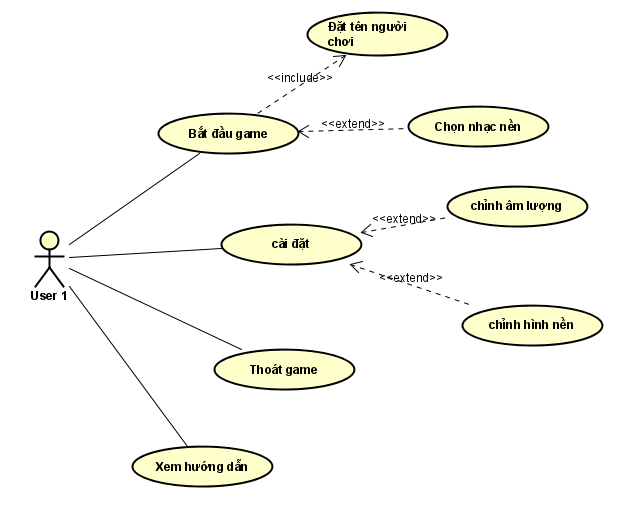 Đặt tên người
chơi
<<include>>
Bắt đầu game
<<extend>>
Chọn nhạc nền
chỉnh âm lượng
<<extend>>
cài đặt
<<extend>>
User 1
chỉnh hình nền
Thoát game
Xem hướng dẫn